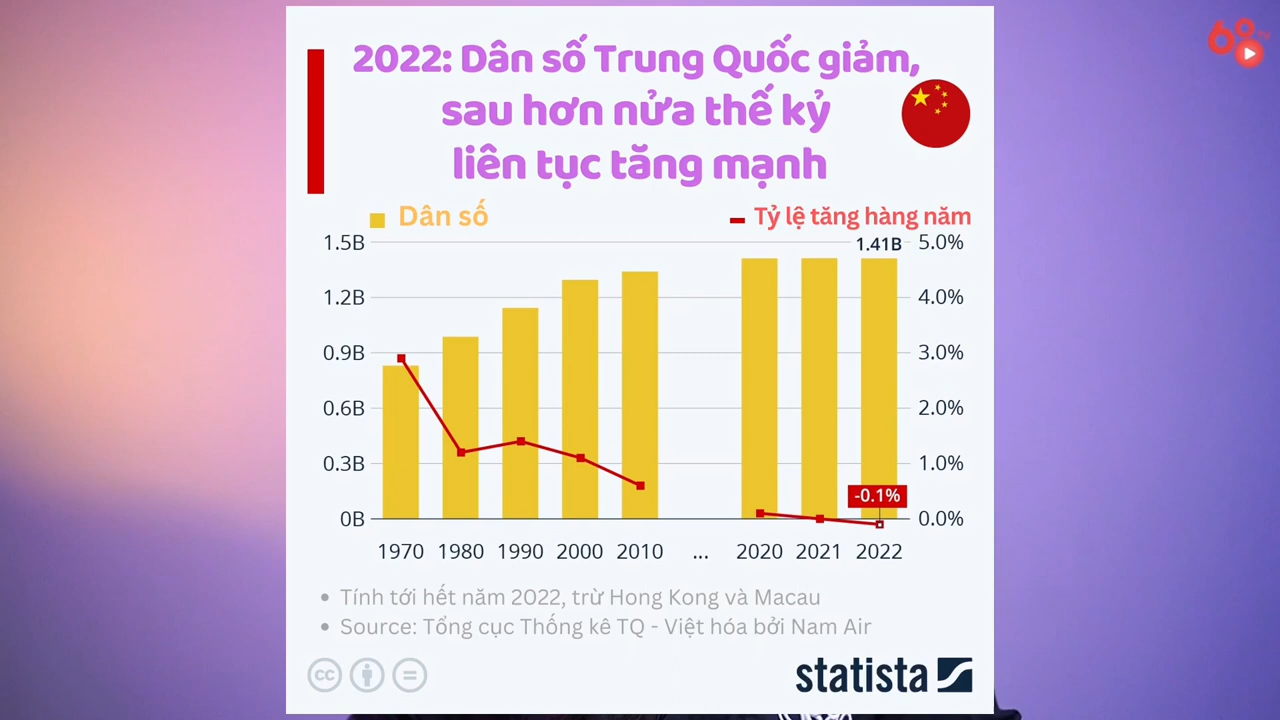 2022: Dân số Trung Quốc giảm,
sau hơn nửa thế kỷ
liên tục tăng mạnh
Dân số
Tỷ lệ tăng hàng năm
1.5B
1.41B
5.0%
1.2B
4.0%
0.9B
3.0%
0.6B
2.0%
0.3B
1.0%
-0.1%
0B
0.0%
1970 1980 1990 2000 2010 ... 2020 2021 2022
• Tính tới hết năm 2022, trừ Hong Kong và Macau
• Source: Tổng cục Thống kê TQ - Việt hóa bởi Nam Air
cc
statista